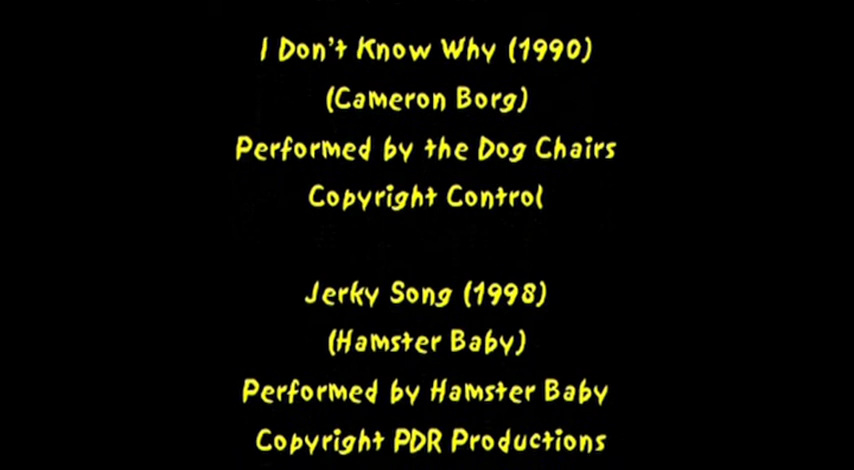 I Don't Know Why (1990)
(Cameron Borg)
Performed by the Dog Chairs
Copyright Control
Jerky Song (1998)
(Hamster Baby)
Performed by Hamster Baby
Copyright PDR Productions